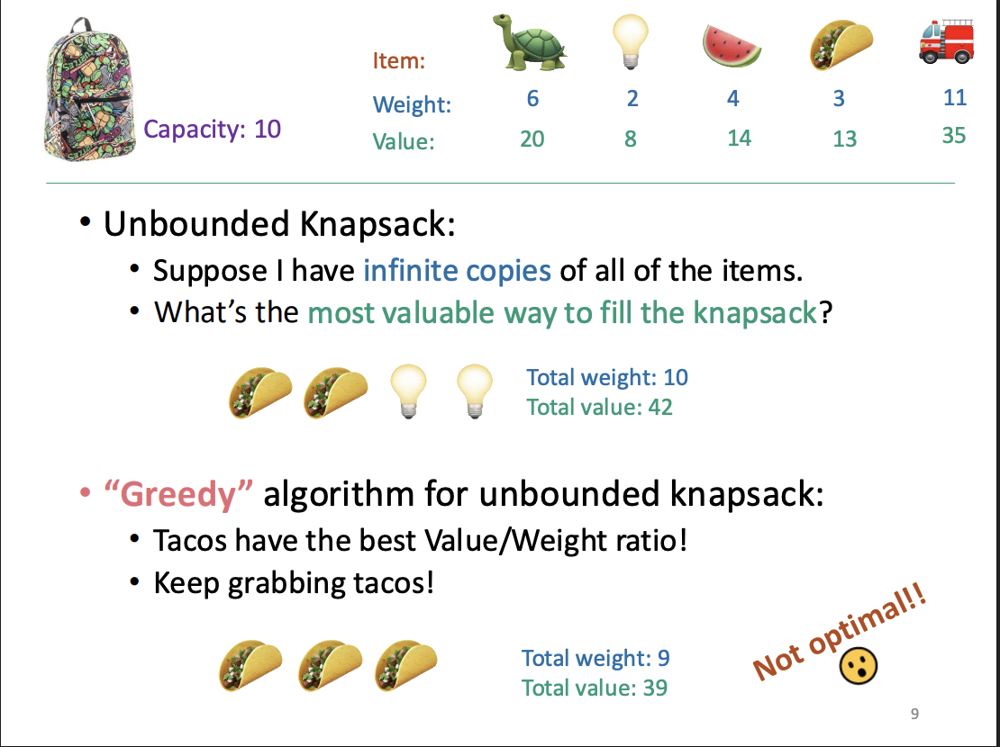 Capacity: 10
Item:
Weight: 6 2 4 3 11
Value: 20 8 14 13 35
• Unbounded Knapsack:
• Suppose I have infinite copies of all of the items.
• What’s the most valuable way to fill the knapsack?
Total weight: 10
Total value: 42
• “Greedy” algorithm for unbounded knapsack:
• Tacos have the best Value/Weight ratio!
• Keep grabbing tacos!
Total weight: 9
Total value: 39
Not optimal!!
9